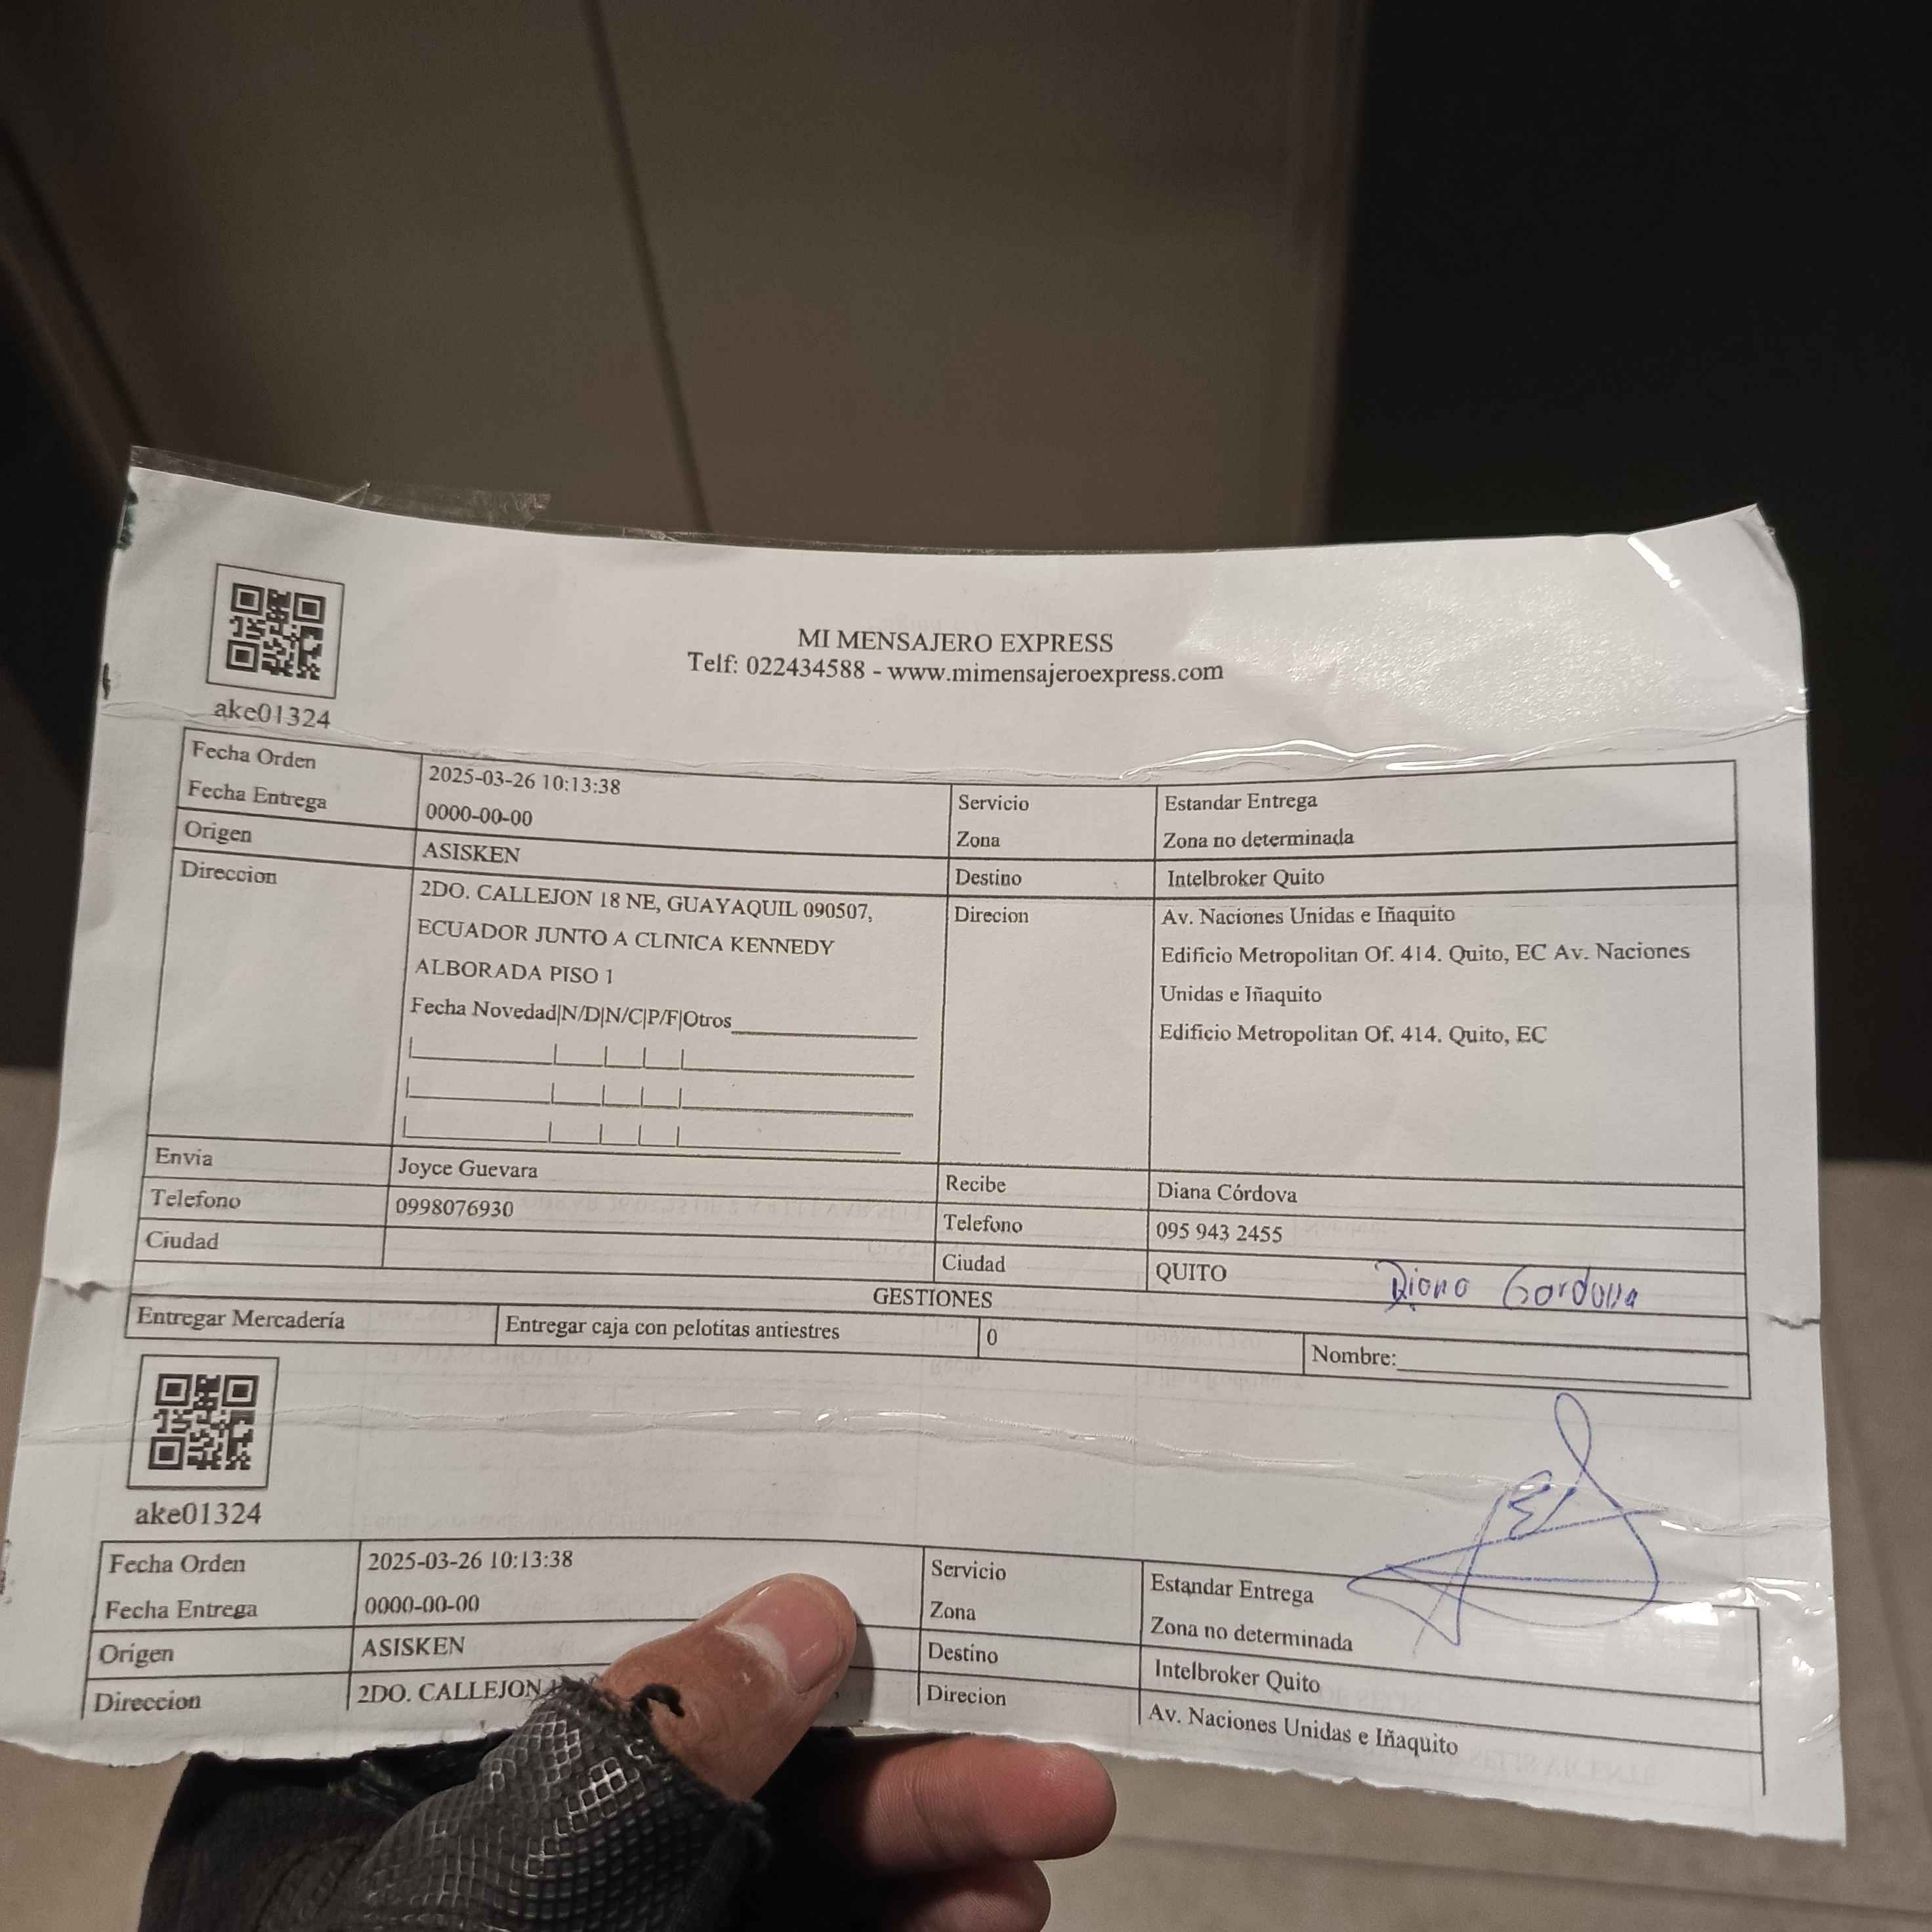 MI MENSAJERO EXPRESS
Telf: 022434588 - www.mimensajeroexpress.com
ake01324
Fecha Orden 2025-03-26 10:13:38 Servicio Estandar Entrega
Fecha Entrega 0000-00-00 Zona Zona no determinada
Origen ASISKEN Destino Intelbroker Quito
Direccion 2DO. CALLEJON 18 NE, GUAYAQUIL 090507, Direcion Av. Naciones Unidas e Iñaquito
ECUADOR JUNTO A CLINICA KENNEDY Edificio Metropolitan Of. 414. Quito, EC Av. Naciones
ALBORADA PISO 1 Unidas e Iñaquito
Fecha Novedad|N/D|N/C|P/F|Otros Edificio Metropolitan Of. 414. Quito, EC
Envia Joyce Guevara Recibe Diana Córdova
Telefono 0998076930 Telefono 095 943 2455
Ciudad Ciudad QUITO Diana Cordova
GESTIONES
Entregar Mercadería Entregar caja con pelotitas antiestres 0 Nombre:
ake01324
Fecha Orden 2025-03-26 10:13:38 Servicio Estandar Entrega
Fecha Entrega 0000-00-00 Zona Zona no determinada
Origen ASISKEN Destino Intelbroker Quito
Direccion 2DO. CALLEJON Direcion Av. Naciones Unidas e Iñaquito